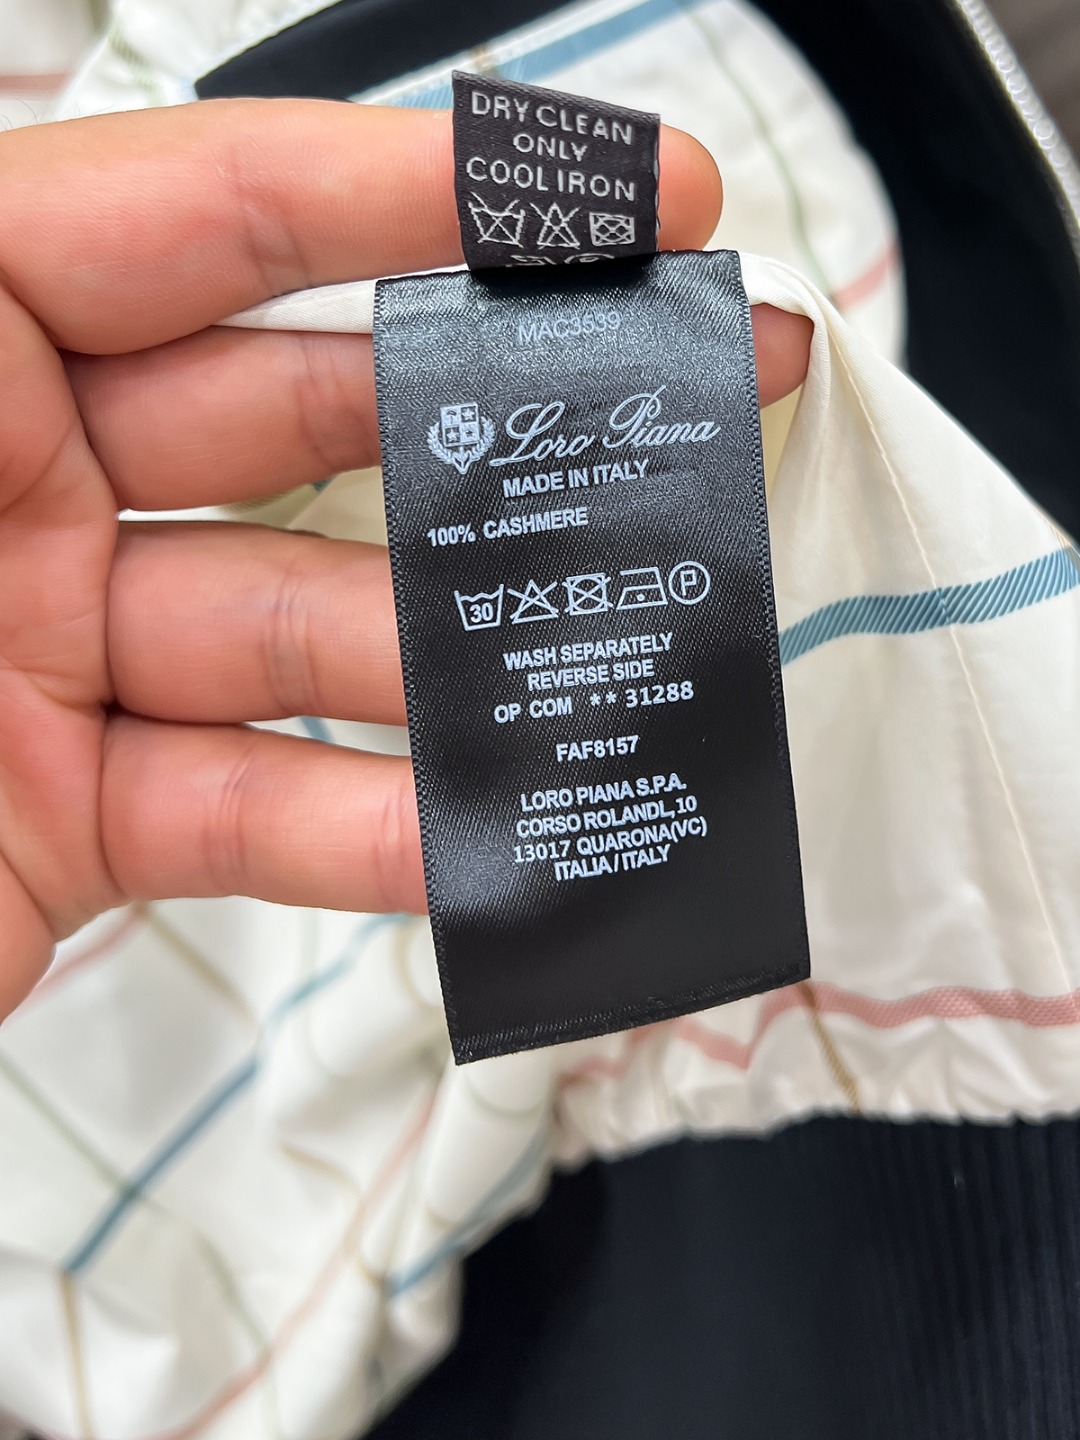 DRY CLEAN
ONLY
COOL IRON
MAC3539
Loro Piana
MADE IN ITALY
100% CASHMERE
30 P
WASH SEPARATELY
REVERSE SIDE
OP COM ** 31288
FAF8157
LORO PIANA S.P.A.
CORSO ROLANDL,10
13017 QUARONA(VC)
ITALIA / ITALY